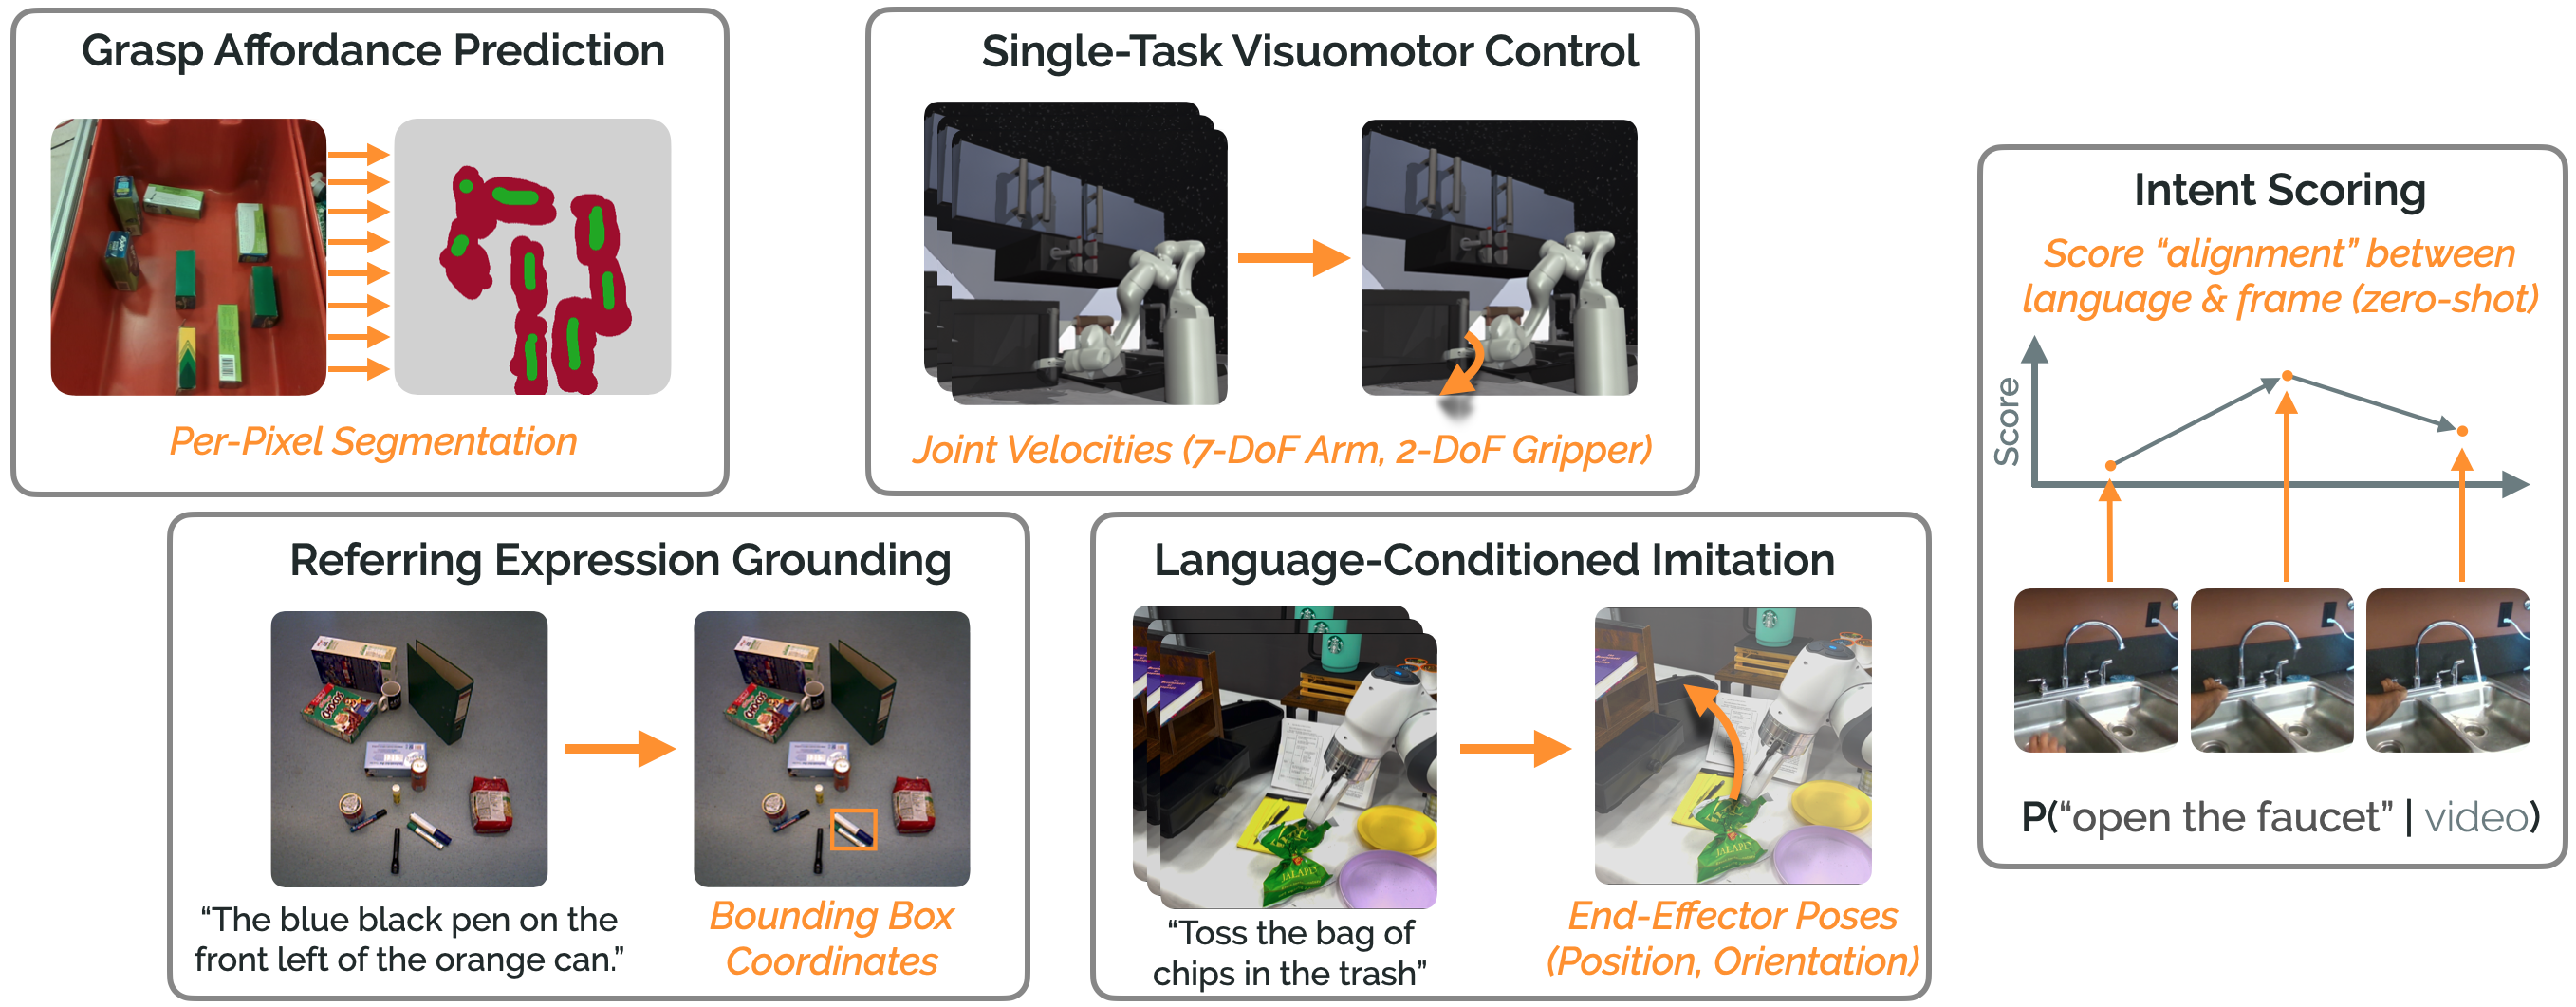 Grasp Affordance Prediction
Per-Pixel Segmentation
Single-Task Visuomotor Control
Joint Velocities (7-DoF Arm, 2-DoF Gripper)
Referring Expression Grounding
“The blue black pen on the
front left of the orange can.”
Bounding Box
Coordinates
Language-Conditioned Imitation
“Toss the bag of
chips in the trash”
End-Effector Poses
(Position, Orientation)
Intent Scoring
Score “alignment” between
language & frame (zero-shot)
Score
P(“open the faucet” | video)